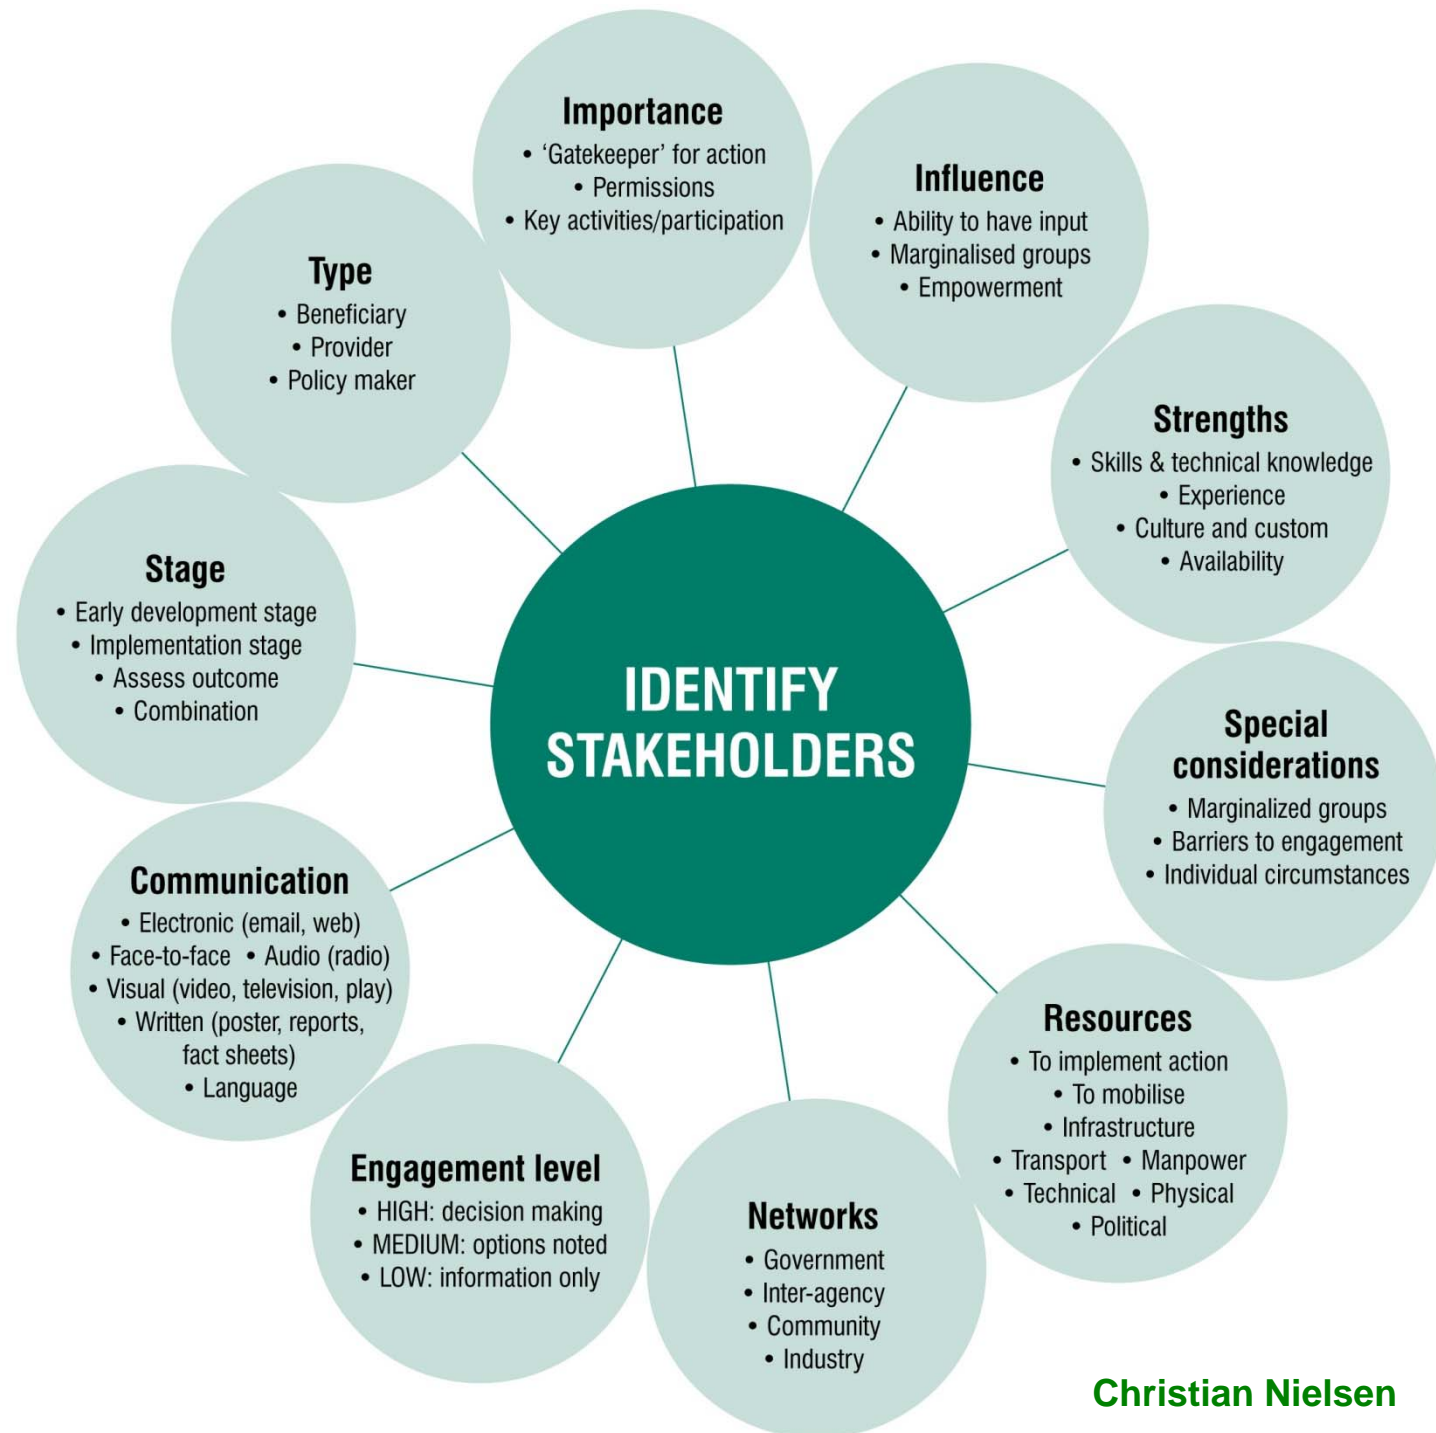 Importance
• ‘Gatekeeper’ for action
• Permissions
• Key activities/participation
Influence
• Ability to have input
• Marginalised groups
• Empowerment
Strengths
• Skills & technical knowledge
• Experience
• Culture and custom
• Availability
Special
considerations
• Marginalized groups
• Barriers to engagement
• Individual circumstances
Resources
• To implement action
• To mobilise
• Infrastructure
• Transport • Manpower
• Technical • Physical
• Political
Networks
• Government
• Inter-agency
• Community
• Industry
Engagement level
• HIGH: decision making
• MEDIUM: options noted
• LOW: information only
Communication
• Electronic (email, web)
• Face-to-face • Audio (radio)
• Visual (video, television, play)
• Written (poster, reports,
fact sheets)
• Language
Stage
• Early development stage
• Implementation stage
• Assess outcome
• Combination
Type
• Beneficiary
• Provider
• Policy maker
IDENTIFY
STAKEHOLDERS
Christian Nielsen